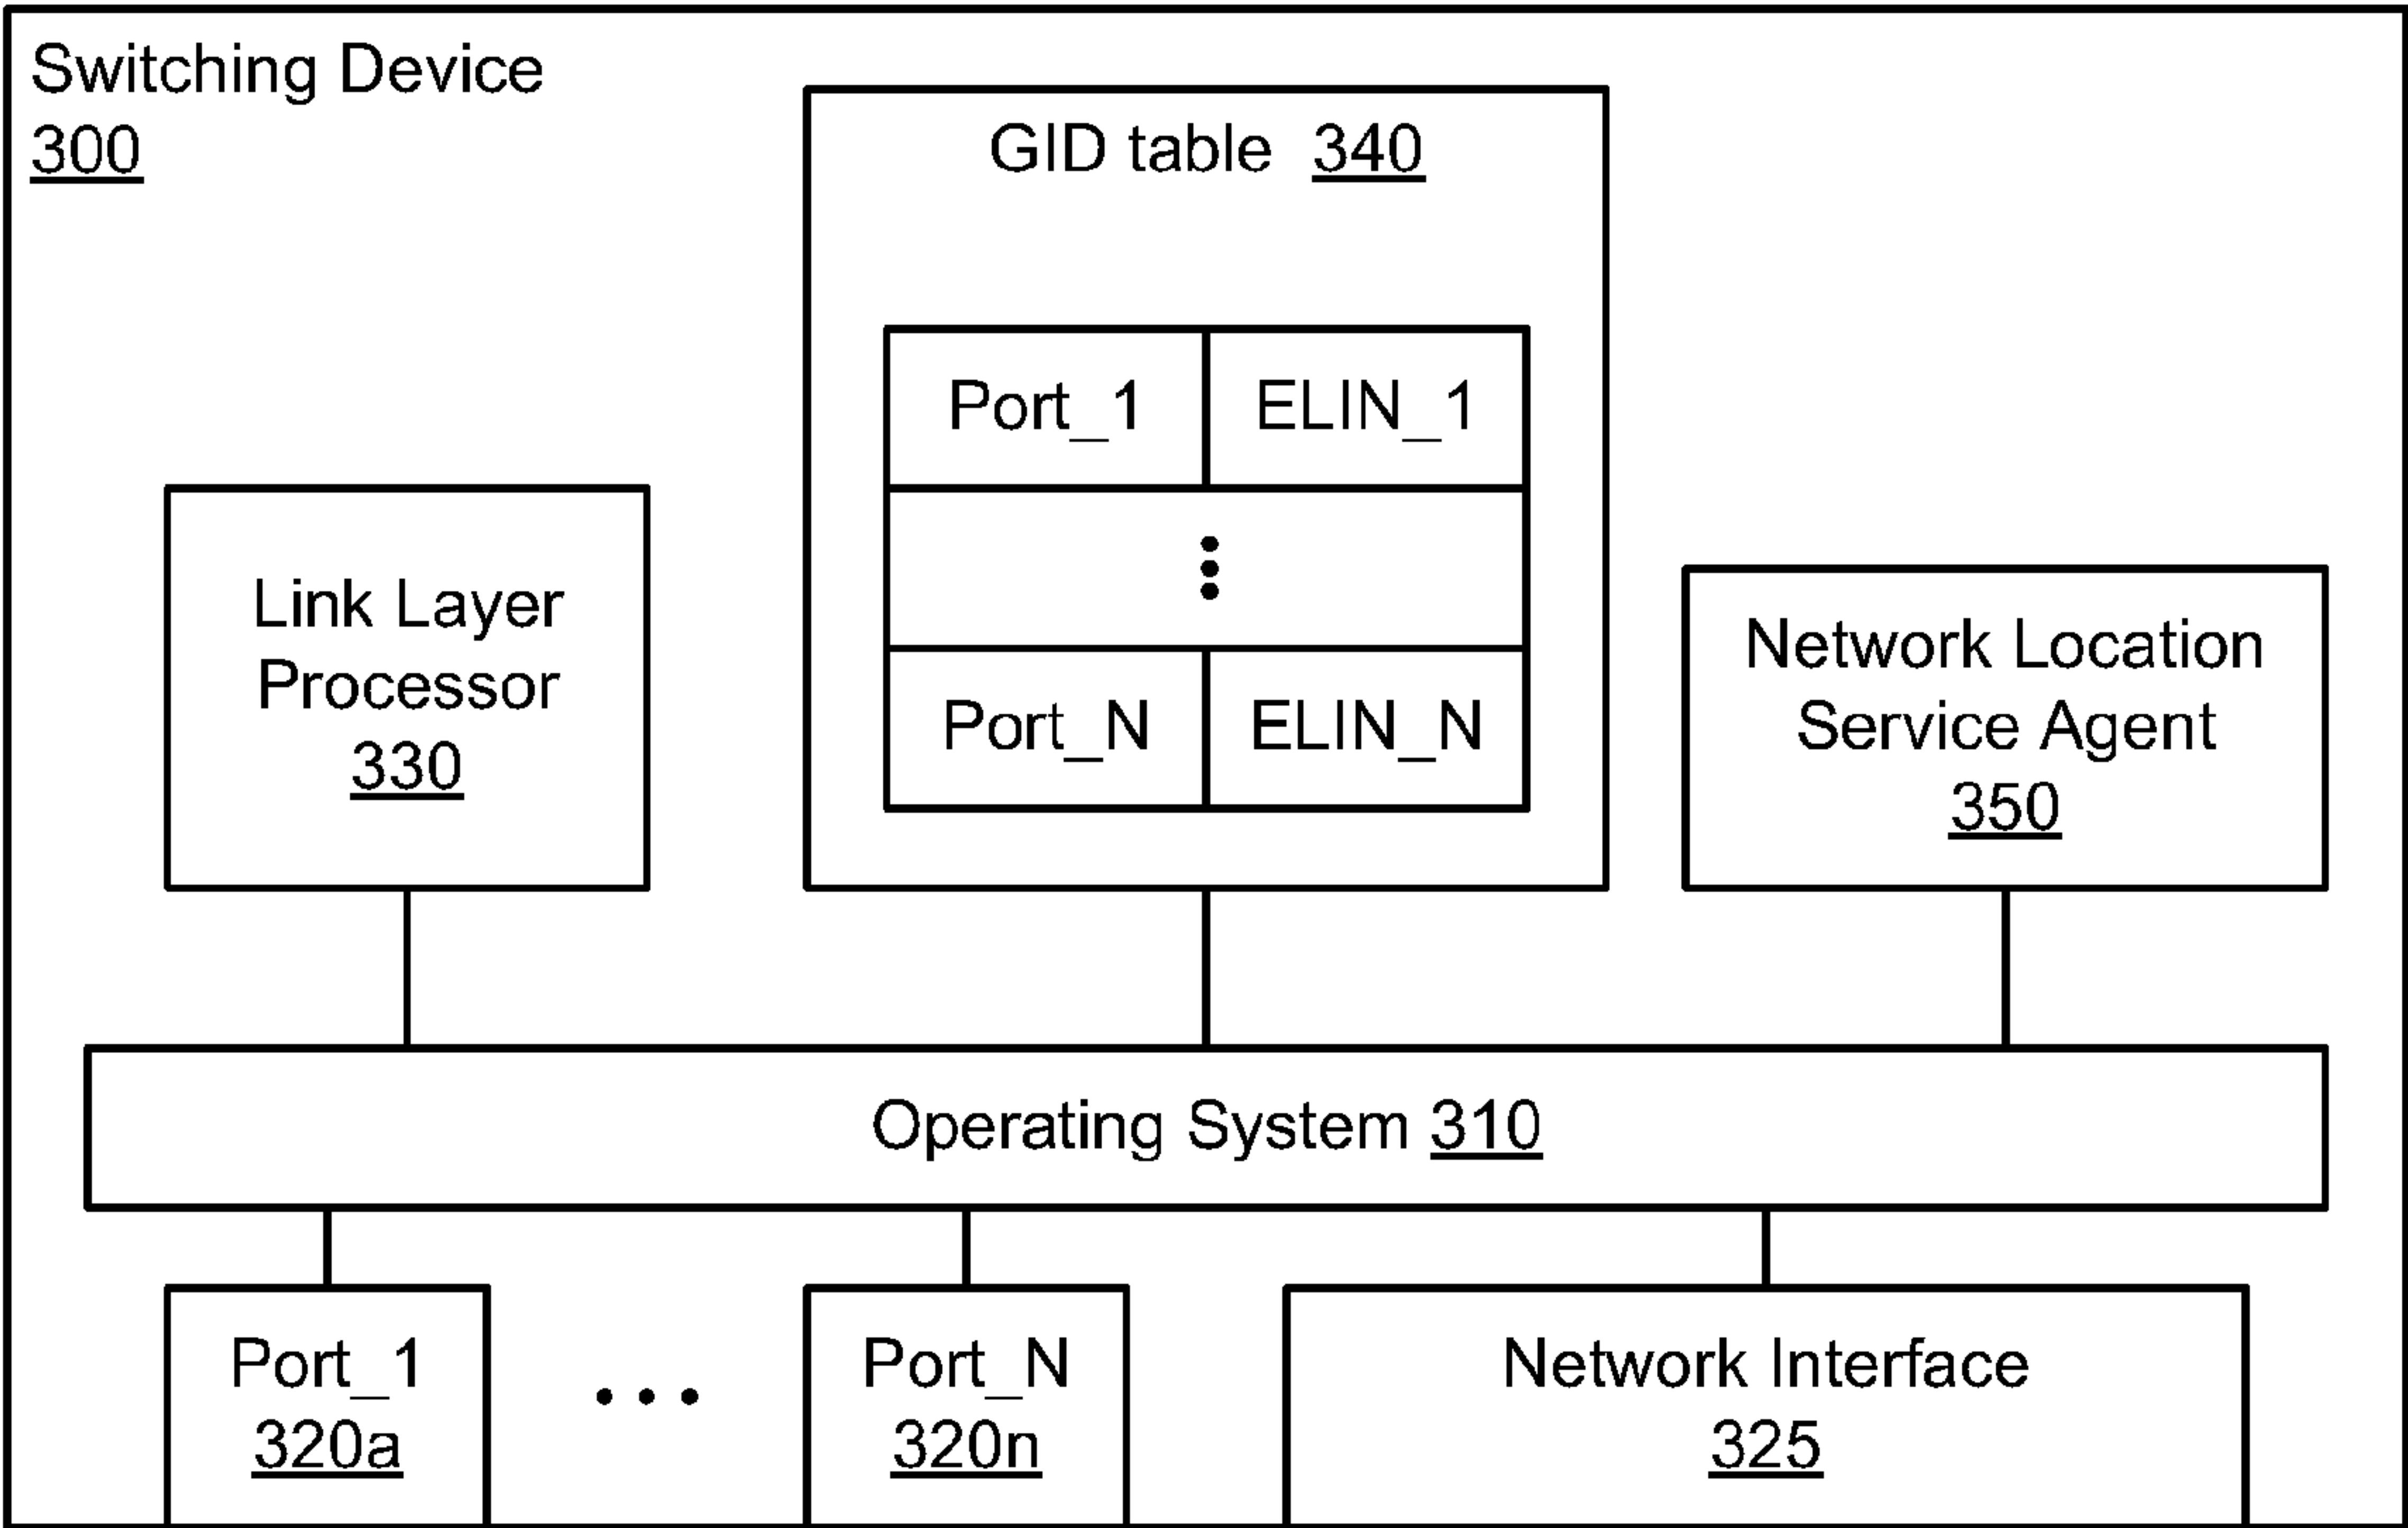 Switching Device
300
GID table 340
Port_1 ELIN_1
Port_N ELIN_N
Link Layer
Processor
330
Network Location
Service Agent
350
Operating System 310
Port_1
320a
Port_N
320n
Network Interface
325